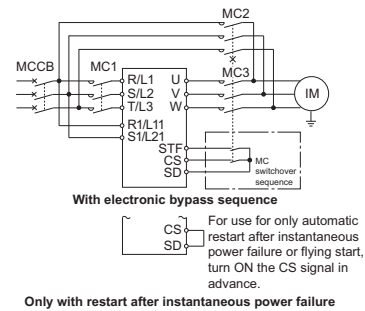 MC2
MCCB
MC1
MC3
R/L1
U
S/L2
V
IM
T/L3
W
R1/L11
S1/L21
STF
CS
SD
MC
switchover
sequence
With electronic bypass sequence
CS
SD
For use for only automatic
restart after instantaneous
power failure or flying start,
turn ON the CS signal in
advance.
Only with restart after instantaneous power failure